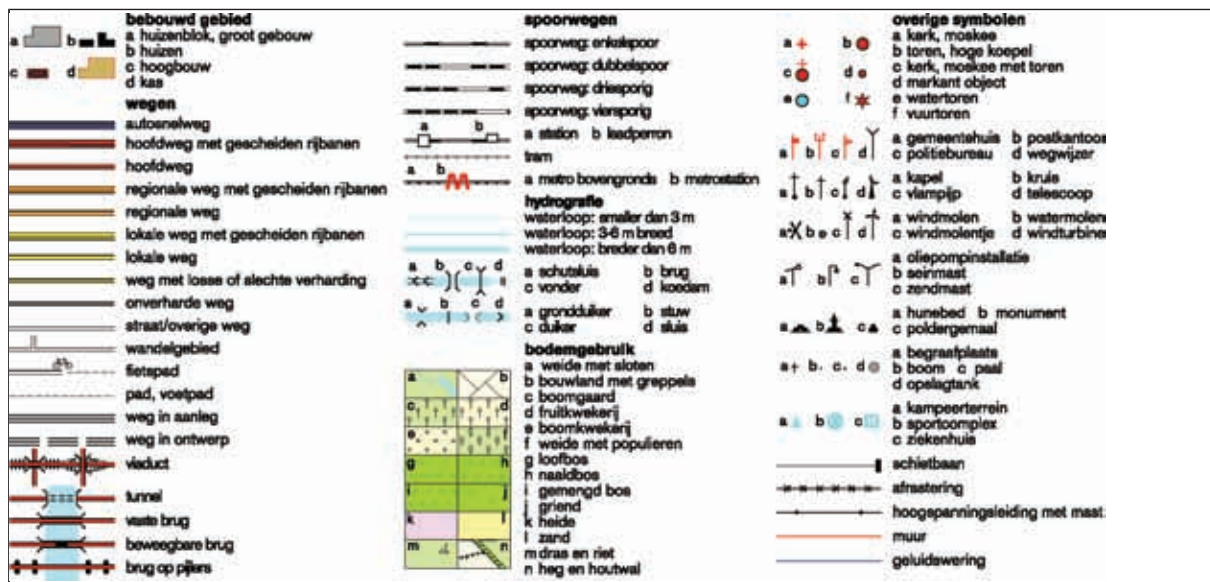 bebouwd gebied
a b a huizenblok, groot gebouw
b huizen
c d c hoogbouw
d kas
wegen
autosnelweg
hoofdweg met gescheiden rijbanen
hoofdweg
regionale weg met gescheiden rijbanen
regionale weg
lokale weg met gescheiden rijbanen
lokale weg
weg met losse of slechte verharding
onverharde weg
straat/overige weg
wandelgebied
fietspad
pad, voetpad
weg in aanleg
weg in ontwerp
viaduct
tunnel
vaste brug
beweegbare brug
brug op pijlers
spoorwegen
spoorweg: enkelspoor
spoorweg: dubbelspoor
spoorweg: driesporig
spoorweg: viersporig
a b
a station b laadperron
tram
a b
a metro bovengronds b metrostation
hydrografie
waterloop: smaller dan 3 m
waterloop: 3-6 m breed
waterloop: breder dan 6 m
a b c d
a schutsluis b brug
c vonder d koedam
a b c d
a grondduiker b stuw
c duiker d sluis
bodemgebruik
a b a weide met sloten
b bouwland met greppels
c d c boomgaard
d fruitkwekerij
e f e boomkwekerij
f weide met populieren
g h g loofbos
h naaldbos
i j i gemengd bos
j griend
k l k heide
l zand
m n m dras en riet
n heg en houtwal
overige symbolen
a b a kerk, moskee
b toren, hoge koepel
c d c kerk, moskee met toren
d markant object
e f e watertoren
f vuurtoren
a b c d a gemeentehuis b postkantoor
c politiebureau d wegwijzer
a b c d a kapel b kruis
c vlampijp d telescoop
a b c d a windmolen b watermolen
c windmolentje d windturbine
a b c a oliepompinstallatie
b seinmast
c zendmast
a b c a hunebed b monument
c poldergemaal
a b. c. d a begraafplaats
b boom c paal
d opslagtank
a b c a kampeerterrein
b sportcomplex
c ziekenhuis
schietbaan
afrastering
hoogspanningsleiding met mast
muur
geluidswering